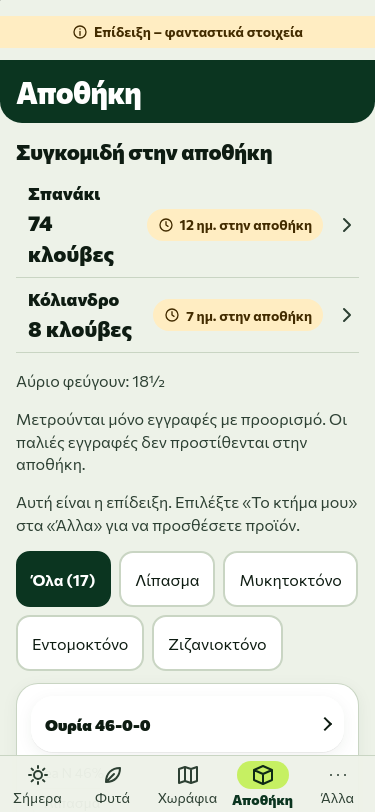 Επίδειξη – φανταστικά στοιχεία
Αποθήκη
Συγκομιδή στην αποθήκη
Σπανάκι
74
κλούβες
12 ημ. στην αποθήκη
Κόλιανδρο
8 κλούβες
7 ημ. στην αποθήκη
Αύριο φεύγουν: 18½
Μετρούνται μόνο εγγραφές με προορισμό. Οι
παλιές εγγραφές δεν προστίθενται στην
αποθήκη.
Αυτή είναι η επίδειξη. Επιλέξτε «Το κτήμα μου»
στα «Άλλα» για να προσθέσετε προϊόν.
Όλα (17)
Λίπασμα
Μυκητοκτόνο
Εντομοκτόνο
Ζιζανιοκτόνο
Ουρία 46-0-0
Σήμερα
Φυτά
Χωράφια
Αποθήκη
Άλλα